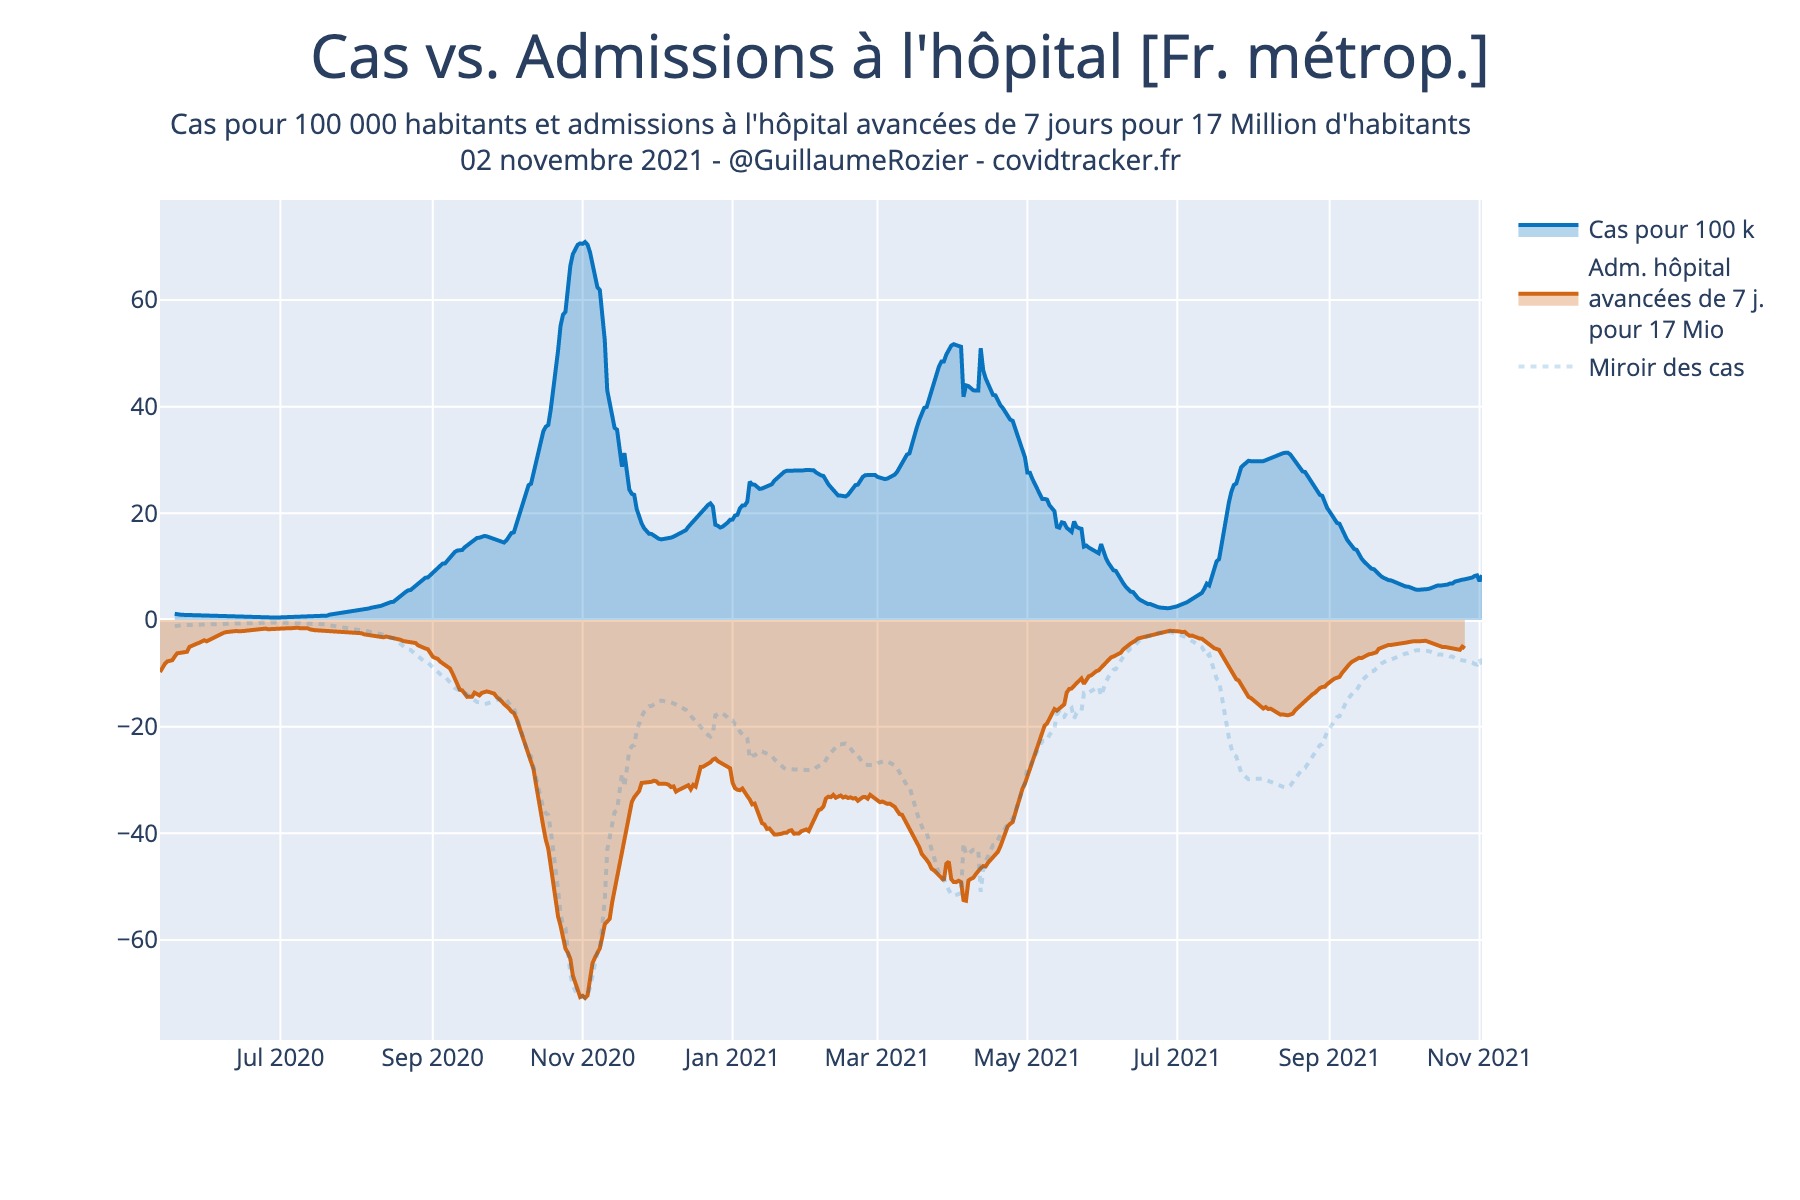 Cas vs. Admissions à l'hôpital [Fr. métrop.]
Cas pour 100 000 habitants et admissions à l'hôpital avancées de 7 jours pour 17 Million d'habitants
02 novembre 2021 - @GuillaumeRozier - covidtracker.fr
Cas pour 100 k
Adm. hôpital
avancées de 7 j.
pour 17 Mio
Miroir des cas
60
40
20
0
−20
−40
−60
Jul 2020 Sep 2020 Nov 2020 Jan 2021 Mar 2021 May 2021 Jul 2021 Sep 2021 Nov 2021